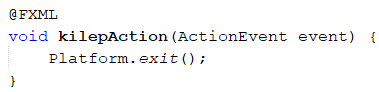 @FXML
void kilepAction(ActionEvent event) {
    Platform.exit();
}